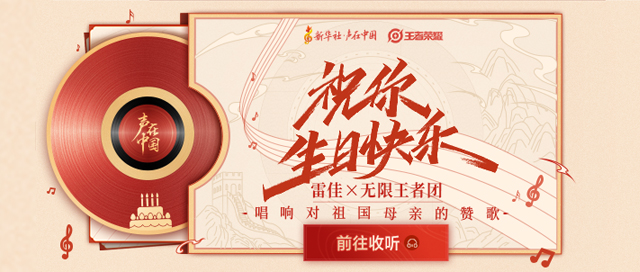 新华社·声在中国 王者荣耀
声在
中国
祝你
生日快乐
雷佳×无限王者团
-唱响对祖国母亲的赞歌-
前往收听